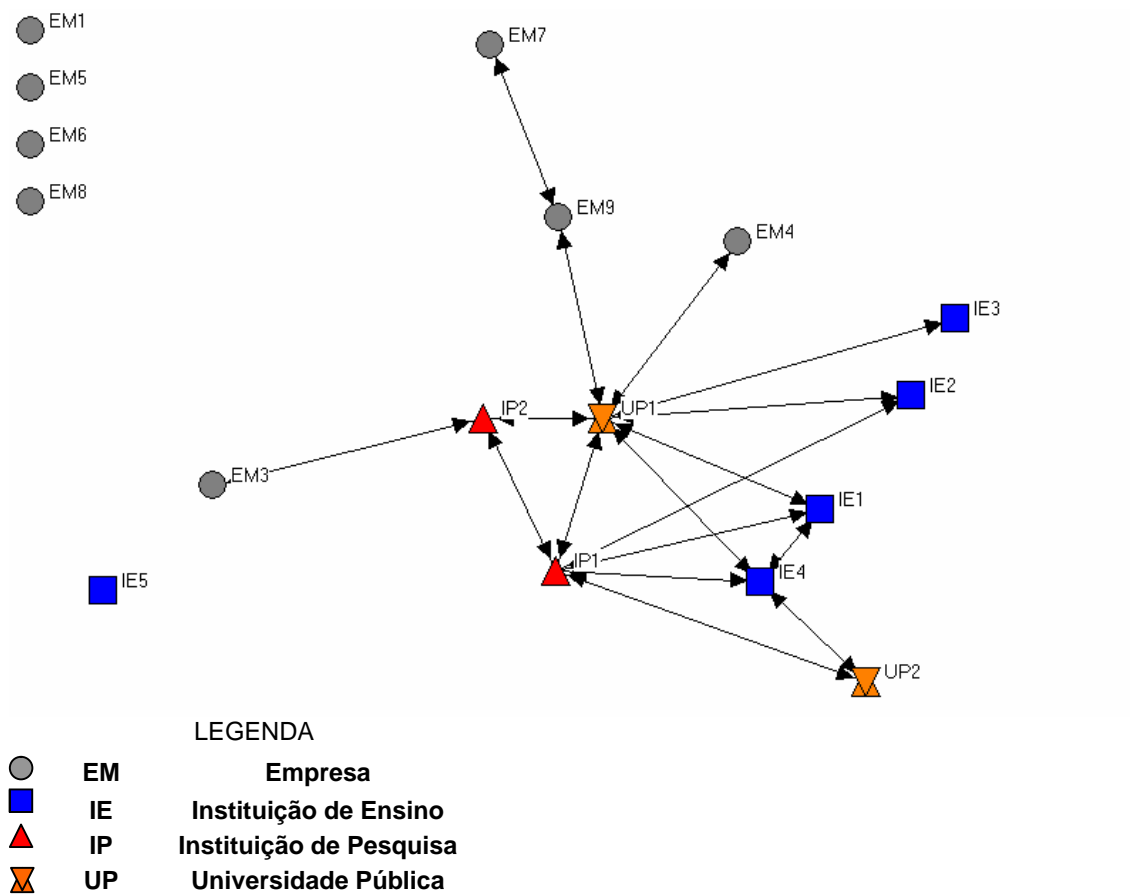 EM1
EM7
EM5
EM6
EM8
EM9
EM4
IE3
IE2
IP2
UP1
EM3
IE1
IP1
IE4
IE5
UP2
LEGENDA
EM Empresa
IE Instituição de Ensino
IP Instituição de Pesquisa
UP Universidade Pública